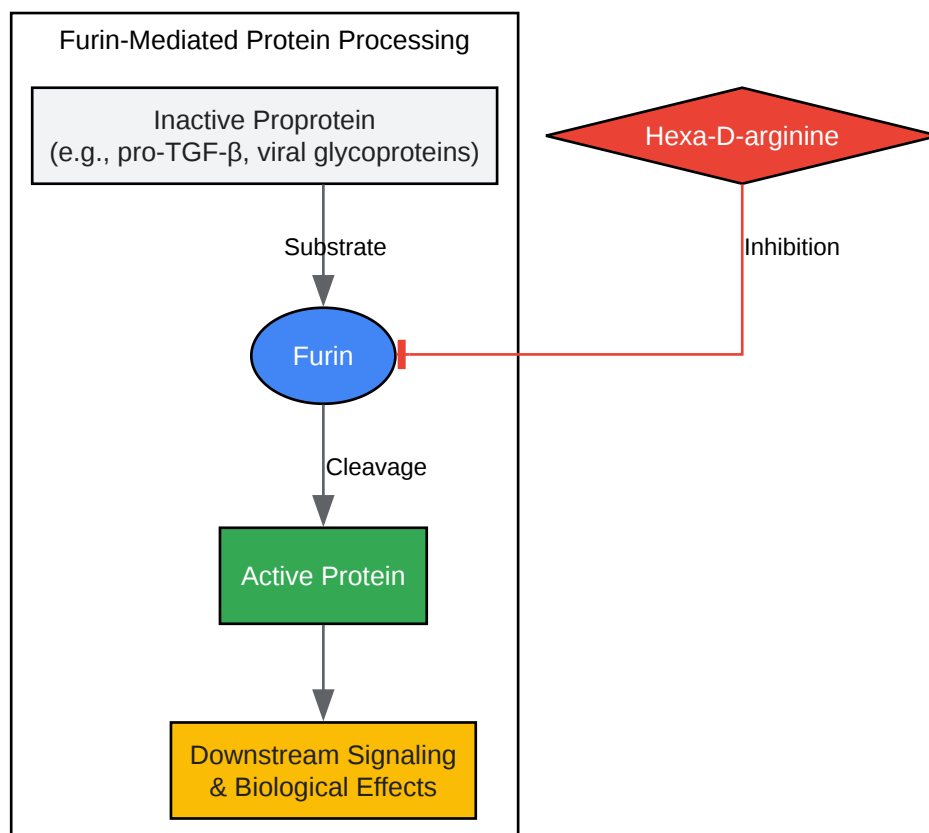 Furin-Mediated Protein Processing
Inactive Proprotein
(e.g., pro-TGF-β, viral glycoproteins)
Hexa-D-arginine
Substrate
Inhibition
Furin
Cleavage
Active Protein
Downstream Signaling
& Biological Effects